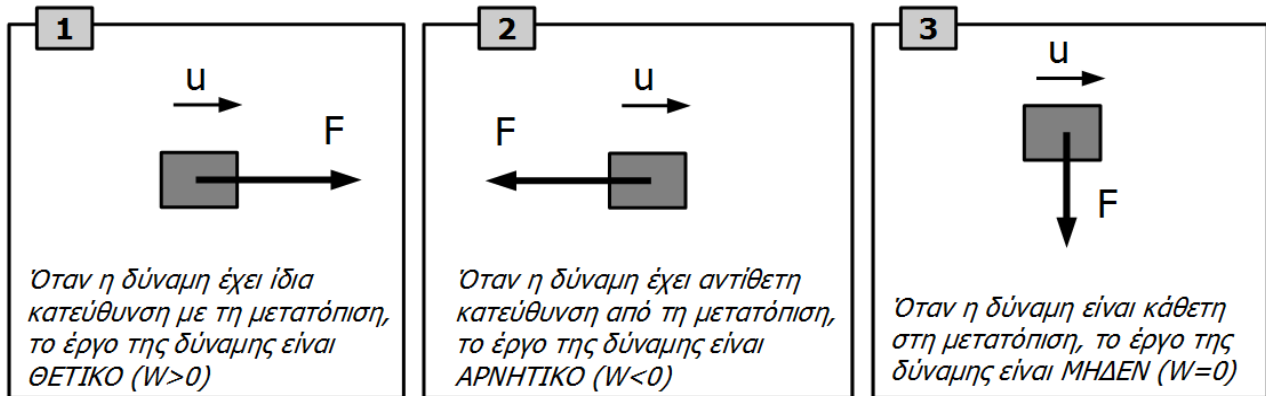 1
u
F
Όταν η δύναμη έχει ίδια
κατεύθυνση με τη μετατόπιση,
το έργο της δύναμης είναι
ΘΕΤΙΚΟ (W>0)
2
u
F
Όταν η δύναμη έχει αντίθετη
κατεύθυνση από τη μετατόπιση,
το έργο της δύναμης είναι
ΑΡΝΗΤΙΚΟ (W<0)
3
u
F
Όταν η δύναμη είναι κάθετη
στη μετατόπιση, το έργο της
δύναμης είναι ΜΗΔΕΝ (W=0)